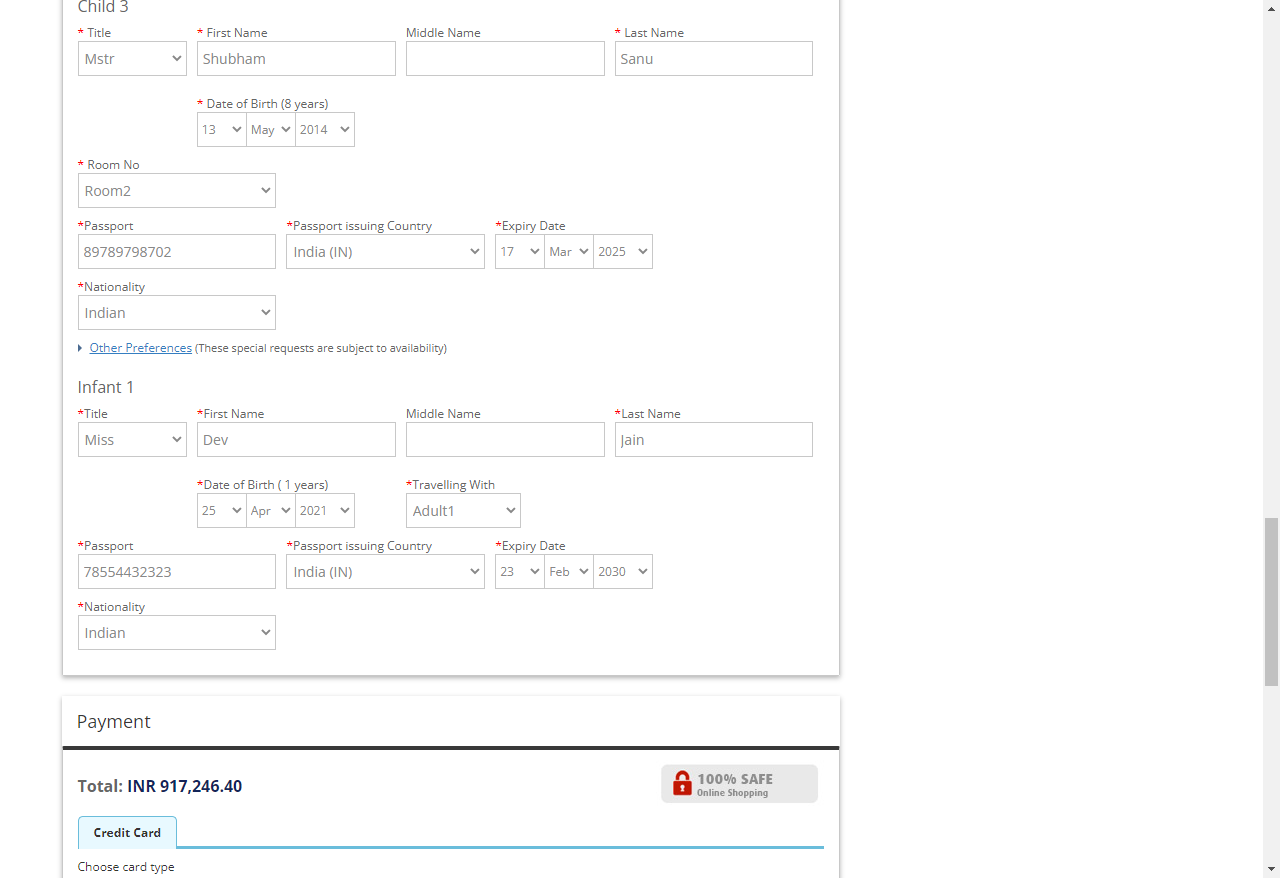 Child 3
* Title * First Name Middle Name * Last Name
Mstr Shubham Sanu
* Date of Birth (8 years)
13 May 2014
* Room No
Room2
*Passport *Passport issuing Country *Expiry Date
89789798702 India (IN) 17 Mar 2025
*Nationality
Indian
Other Preferences (These special requests are subject to availability)
Infant 1
*Title *First Name Middle Name *Last Name
Miss Dev Jain
*Date of Birth ( 1 years) *Travelling With
25 Apr 2021 Adult1
*Passport *Passport issuing Country *Expiry Date
78554432323 India (IN) 23 Feb 2030
*Nationality
Indian
Payment
Total: INR 917,246.40
100% SAFE
Online Shopping
Credit Card
Choose card type